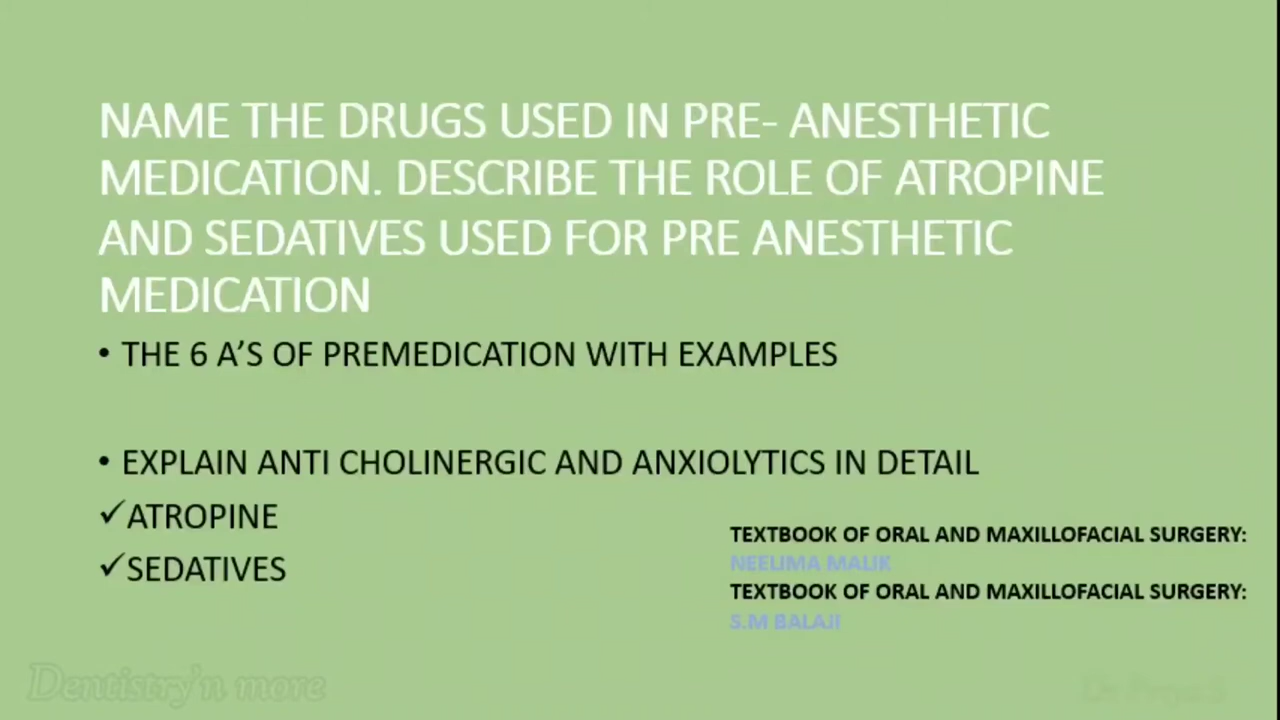 NAME THE DRUGS USED IN PRE- ANESTHETIC
MEDICATION. DESCRIBE THE ROLE OF ATROPINE
AND SEDATIVES USED FOR PRE ANESTHETIC
MEDICATION
• THE 6 A'S OF PREMEDICATION WITH EXAMPLES
• EXPLAIN ANTI CHOLINERGIC AND ANXIOLYTICS IN DETAIL
✓ATROPINE
✓SEDATIVES
TEXTBOOK OF ORAL AND MAXILLOFACIAL SURGERY:
NEELIMA MALIK
TEXTBOOK OF ORAL AND MAXILLOFACIAL SURGERY:
S.M BALAJI
Dentistry'n more